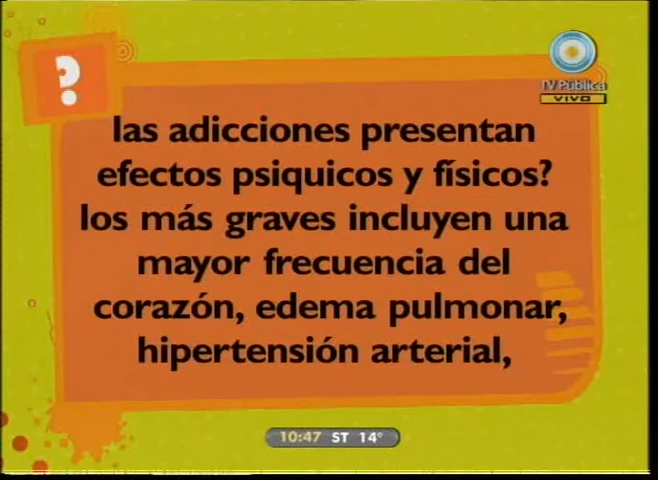 ?
TV Pública
VIVO
las adicciones presentan
efectos psiquicos y físicos?
los más graves incluyen una
mayor frecuencia del
corazón, edema pulmonar,
hipertensión arterial,
10:47 ST 14°